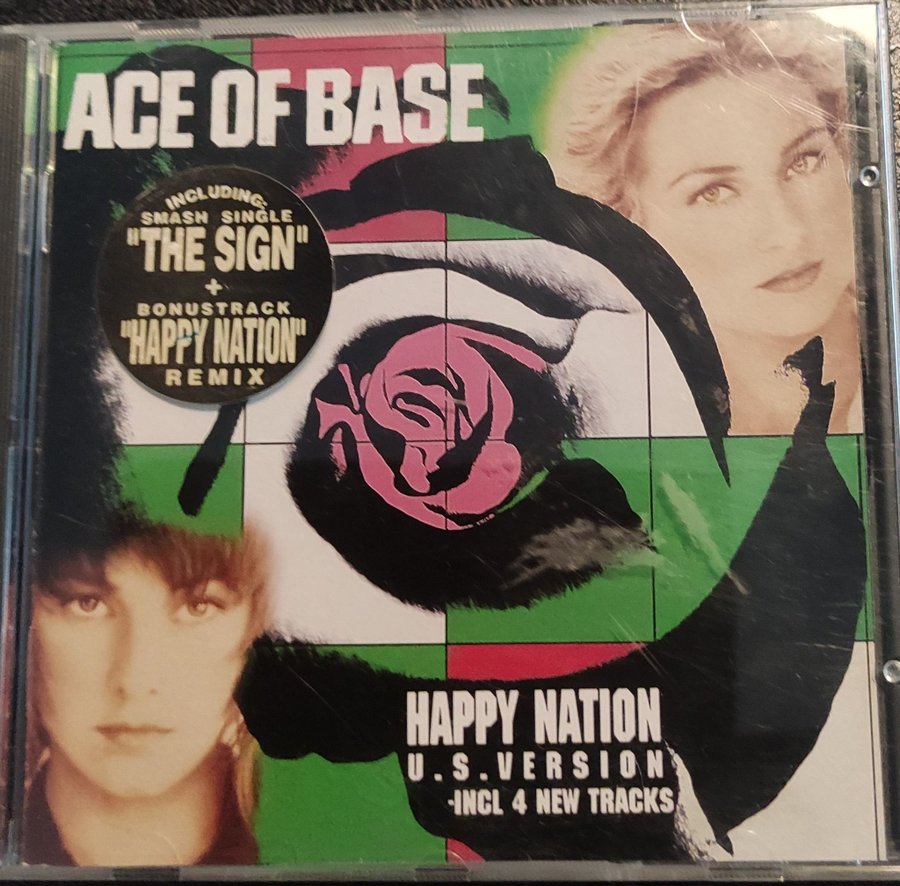 ACE OF BASE
INCLUDING:
SMASH SINGLE
"THE SIGN"
+
BONUSTRACK
"HAPPY NATION"
REMIX
HAPPY NATION
U.S.VERSION
-INCL 4 NEW TRACKS